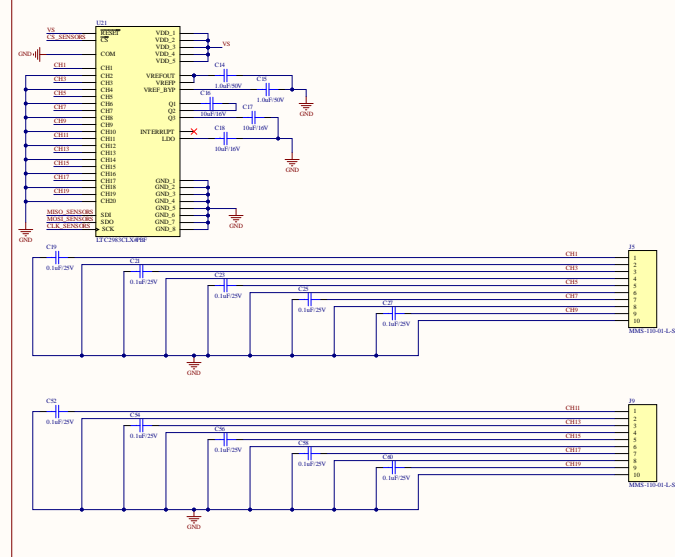 U21
VS
RESET
VDD_1
CS_SENSORS
CS
VDD_2
VDD_3
VS
GND
COM
VDD_4
VDD_5
CH1
CH1
CH2
VREFOUT
C14
CH3
CH3
VREFP
1.0uF/50V
C15
CH4
VREF_BYP
CH5
CH5
1.0uF/50V
C16
CH6
Q1
GND
CH7
CH7
Q2
10uF/16V
C17
CH8
Q3
CH9
CH9
10uF/16V
C18
CH10
INTERRUPT
CH11
CH11
LDO
CH12
10uF/16V
CH13
CH13
CH14
GND
CH15
CH15
CH16
CH17
CH17
GND_1
CH18
GND_2
CH19
CH19
GND_3
CH20
GND_4
GND_5
MISO_SENSORS
SDI
GND_6
GND
MOSI_SENSORS
SDO
GND_7
CLK_SENSORS
SCK
GND_8
GND
LTC2983CLX#PBF
C19
0.1uF/25V
C21
0.1uF/25V
C23
0.1uF/25V
C25
0.1uF/25V
C27
0.1uF/25V
CH1
CH3
CH5
CH7
CH9
J5
1
2
3
4
5
6
7
8
9
10
MMS-110-01-L-S
GND
C52
0.1uF/25V
C54
0.1uF/25V
C56
0.1uF/25V
C58
0.1uF/25V
C60
0.1uF/25V
CH11
CH13
CH15
CH17
CH19
J9
1
2
3
4
5
6
7
8
9
10
MMS-110-01-L-S
GND